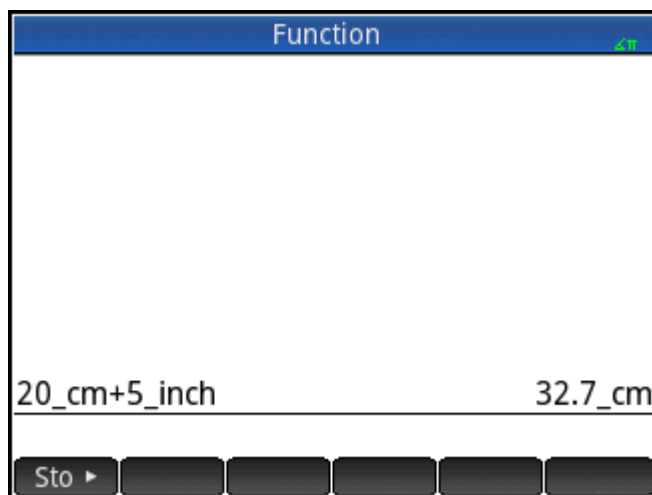 Function
∡π
20_cm+5_inch 32.7_cm
Sto ▸